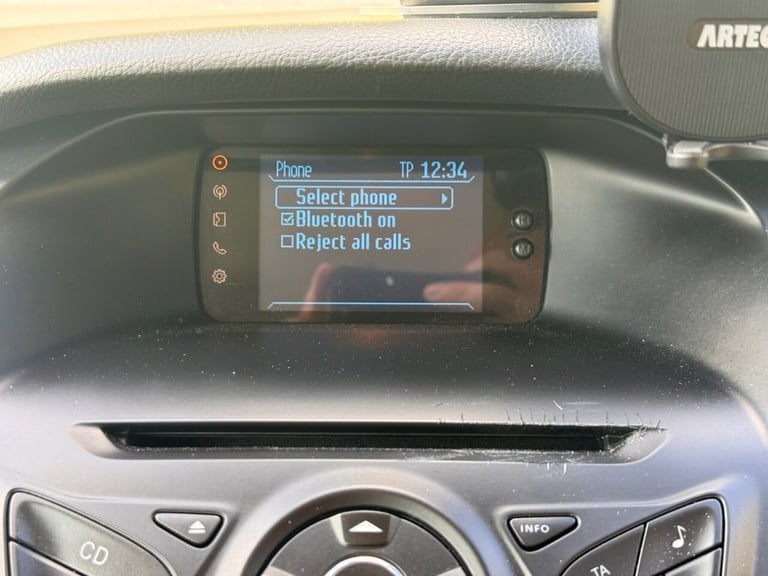 ARTEC
Phone TP 12:34
Select phone
Bluetooth on
Reject all calls
H
M
CD
INFO
TA